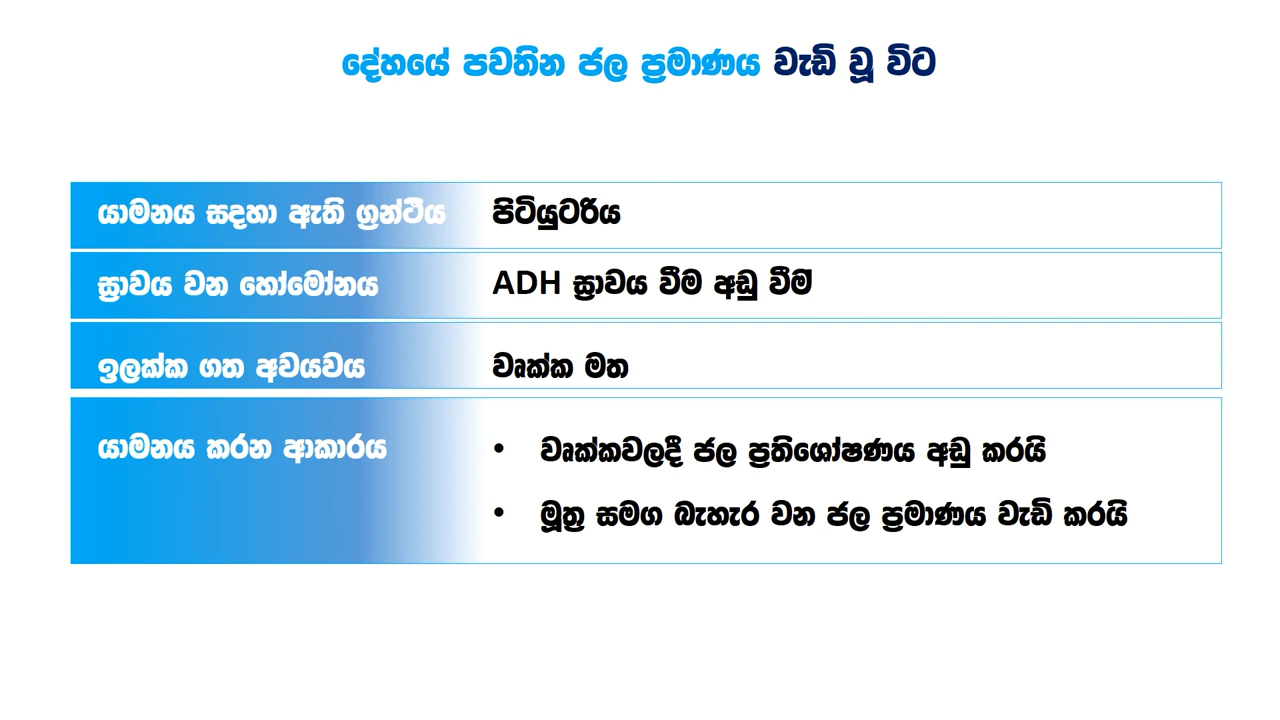 දේහයේ පවතින ජල ප්‍රමාණය වැඩි වූ විට
යාමනය සදහා ඇති ග්‍රන්ථිය පිටියුටරිය
ස්‍රාවය වන හෝමෝනය ADH ස්‍රාවය වීම අඩු වීම්
ඉලක්ක ගත අවයවය වෘක්ක මත
යාමනය කරන ආකාරය • වෘක්කවලදී ජල ප්‍රතිශෝෂණය අඩු කරයි
• මූත්‍ර සමග බැහැර වන ජල ප්‍රමාණය වැඩි කරයි